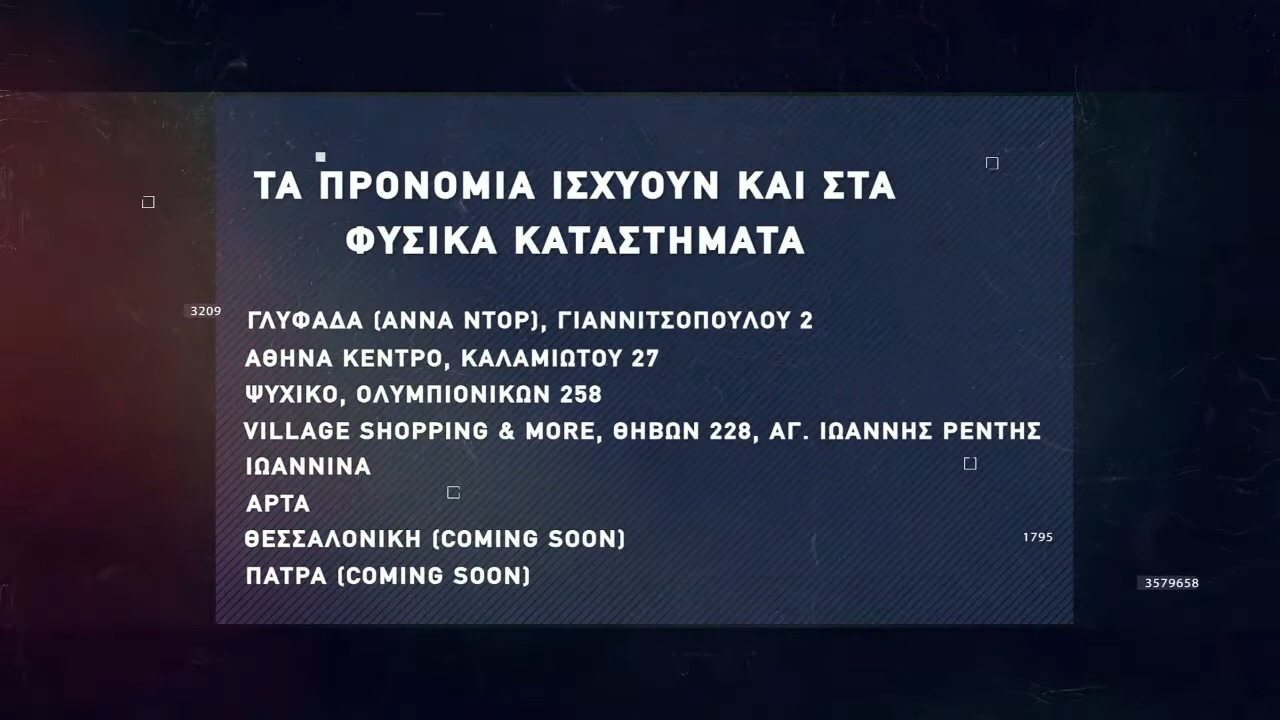 ΤΑ ΠΡΟΝΟΜΙΑ ΙΣΧΥΟΥΝ ΚΑΙ ΣΤΑ
ΦΥΣΙΚΑ ΚΑΤΑΣΤΗΜΑΤΑ
3209
ΓΛΥΦΑΔΑ (ΑΝΝΑ ΝΤΟΡ), ΓΙΑΝΝΙΤΣΟΠΟΥΛΟΥ 2
ΑΘΗΝΑ ΚΕΝΤΡΟ, ΚΑΛΑΜΙΩΤΟΥ 27
ΨΥΧΙΚΟ, ΟΛΥΜΠΙΟΝΙΚΩΝ 258
VILLAGE SHOPPING & MORE, ΘΗΒΩΝ 228, ΑΓ. ΙΩΑΝΝΗΣ ΡΕΝΤΗΣ
ΙΩΑΝΝΙΝΑ
ΑΡΤΑ
ΘΕΣΣΑΛΟΝΙΚΗ (COMING SOON)
1795
ΠΑΤΡΑ (COMING SOON)
3579658